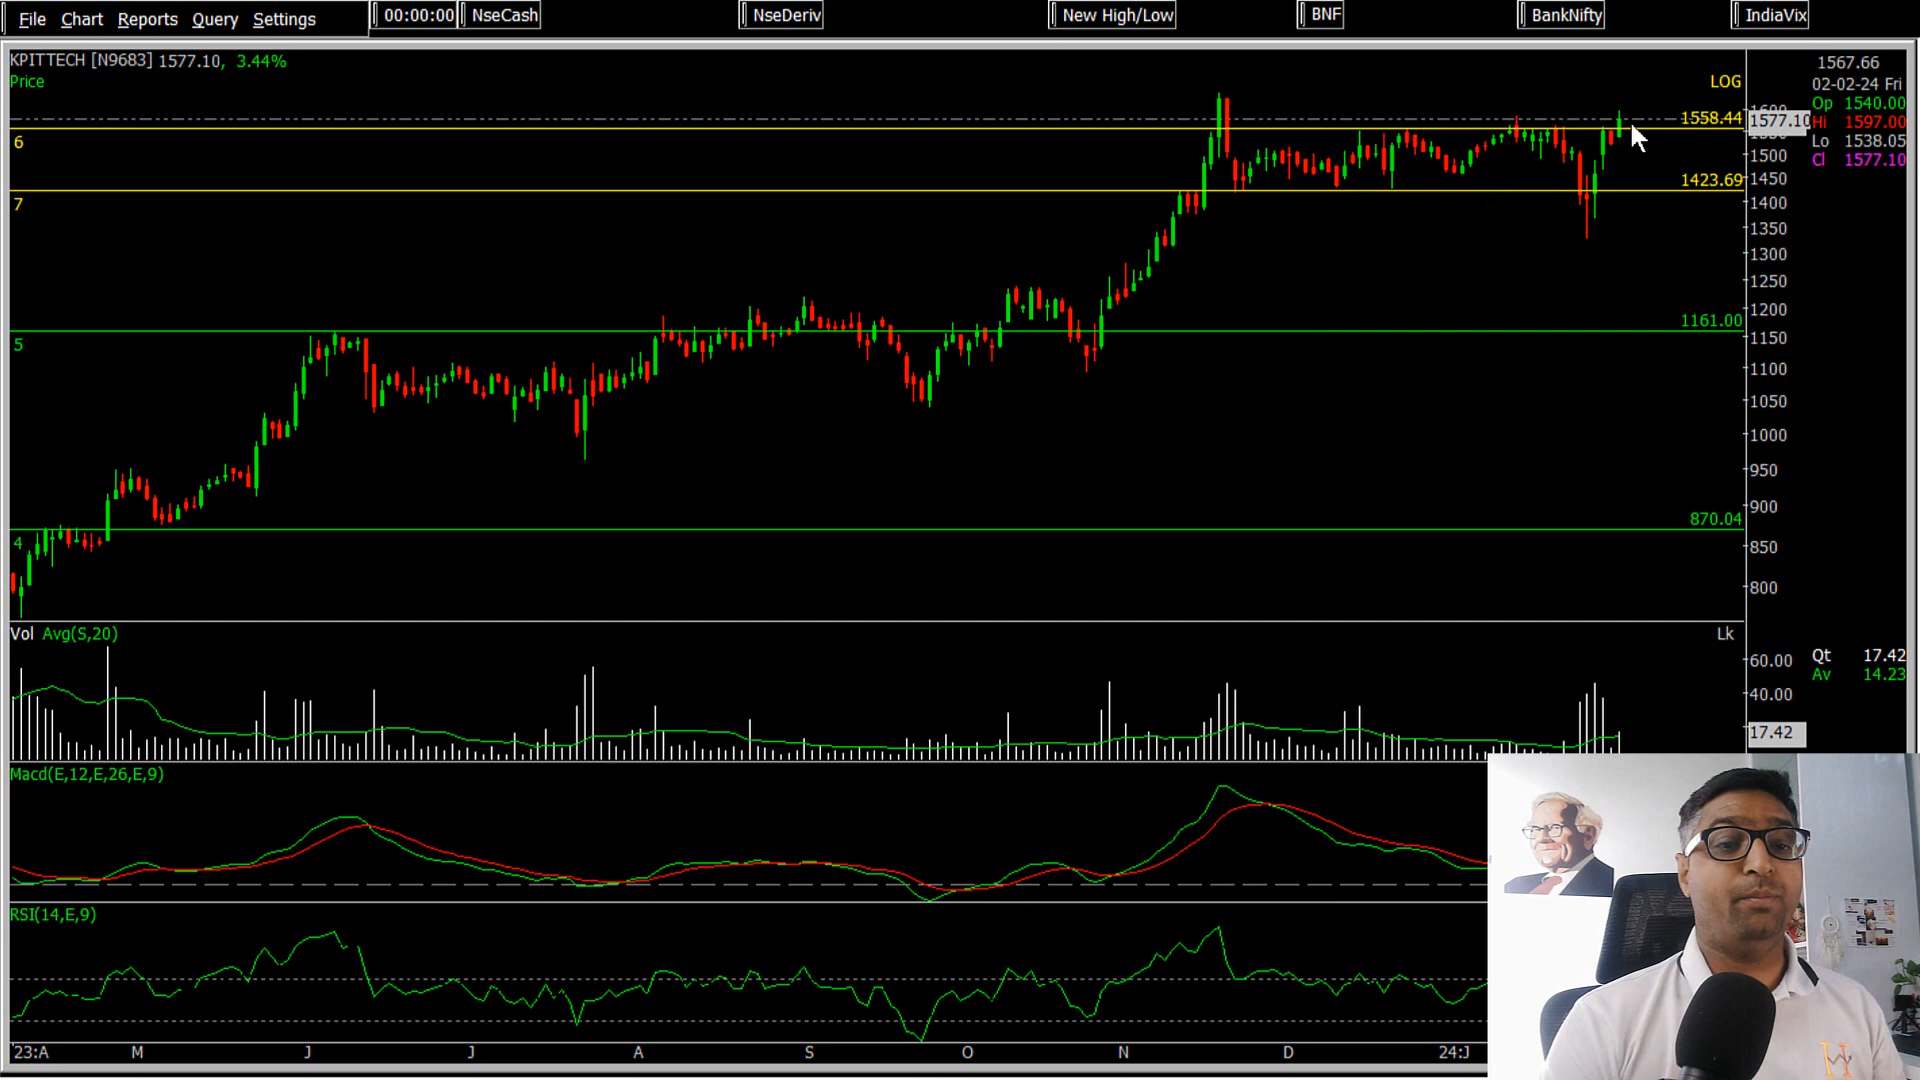 File Chart Reports Query Settings 00:00:00 NseCash NseDeriv New High/Low BNF BankNifty IndiaVix
KPITTECH [N9683] 1577.10, 3.44%
Price
LOG
1567.66
02-02-24 Fri
Op 1540.00
Hi 1597.00
Lo 1538.05
Cl 1577.10
1558.44
1577.10
6
1500
1423.69
1450
7
1400
1350
1300
1250
1200
1161.00
1150
5
1100
1050
1000
950
900
870.04
4
850
800
Vol Avg(S,20)
Lk
60.00
Qt 17.42
Av 14.23
40.00
17.42
Macd(E,12,E,26,E,9)
RSI(14,E,9)
23:A M J J A S O N D 24:J